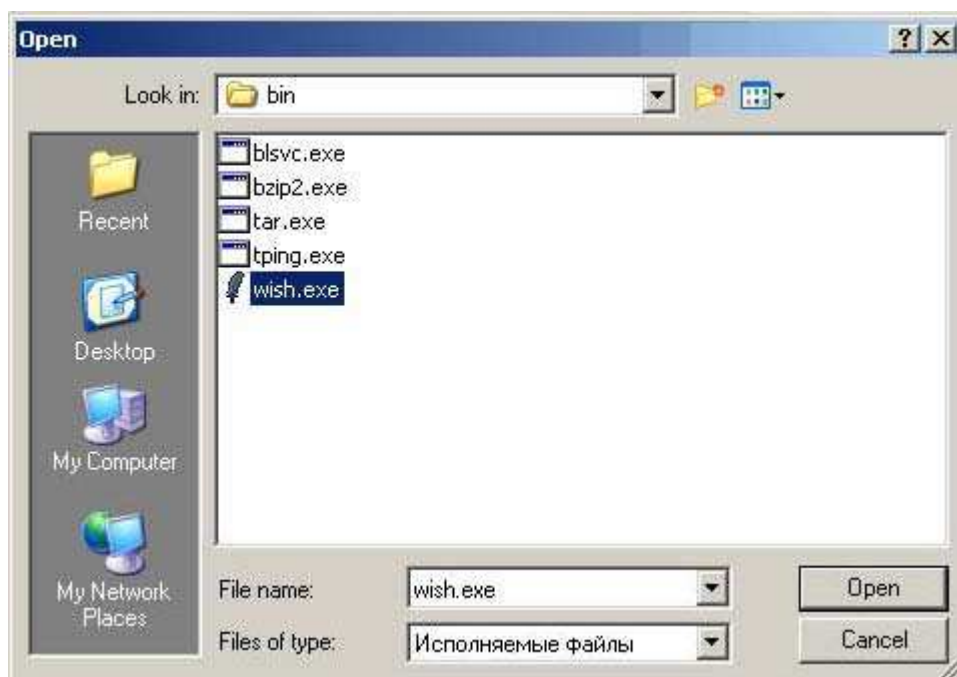 Open
Look in: bin
blsvc.exe
bzip2.exe
tar.exe
tping.exe
wish.exe
Recent
Desktop
My Computer
My Network
Places
File name: wish.exe Open
Files of type: Исполняемые файлы Cancel